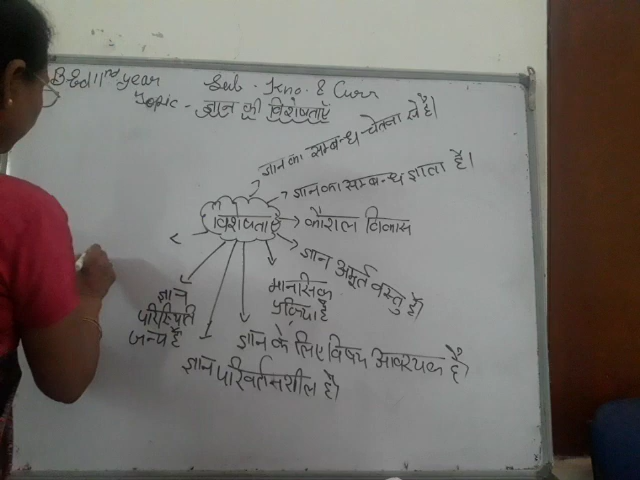 B.Ed IInd year
Sub - Kno. & Curr
Topic - ज्ञान की विशेषताएँ
ज्ञान का सम्बन्ध चेतना से है।
ज्ञान का सम्बन्ध ज्ञाता है।
विशेषताएँ
कौशल विकास
ज्ञान अमूर्त वस्तु है।
मानसिक
प्रक्रिया है
ज्ञान
परिस्थिती
जन्य है
ज्ञान के लिए विषय आवश्यक है।
ज्ञान परिवर्तनशील है।